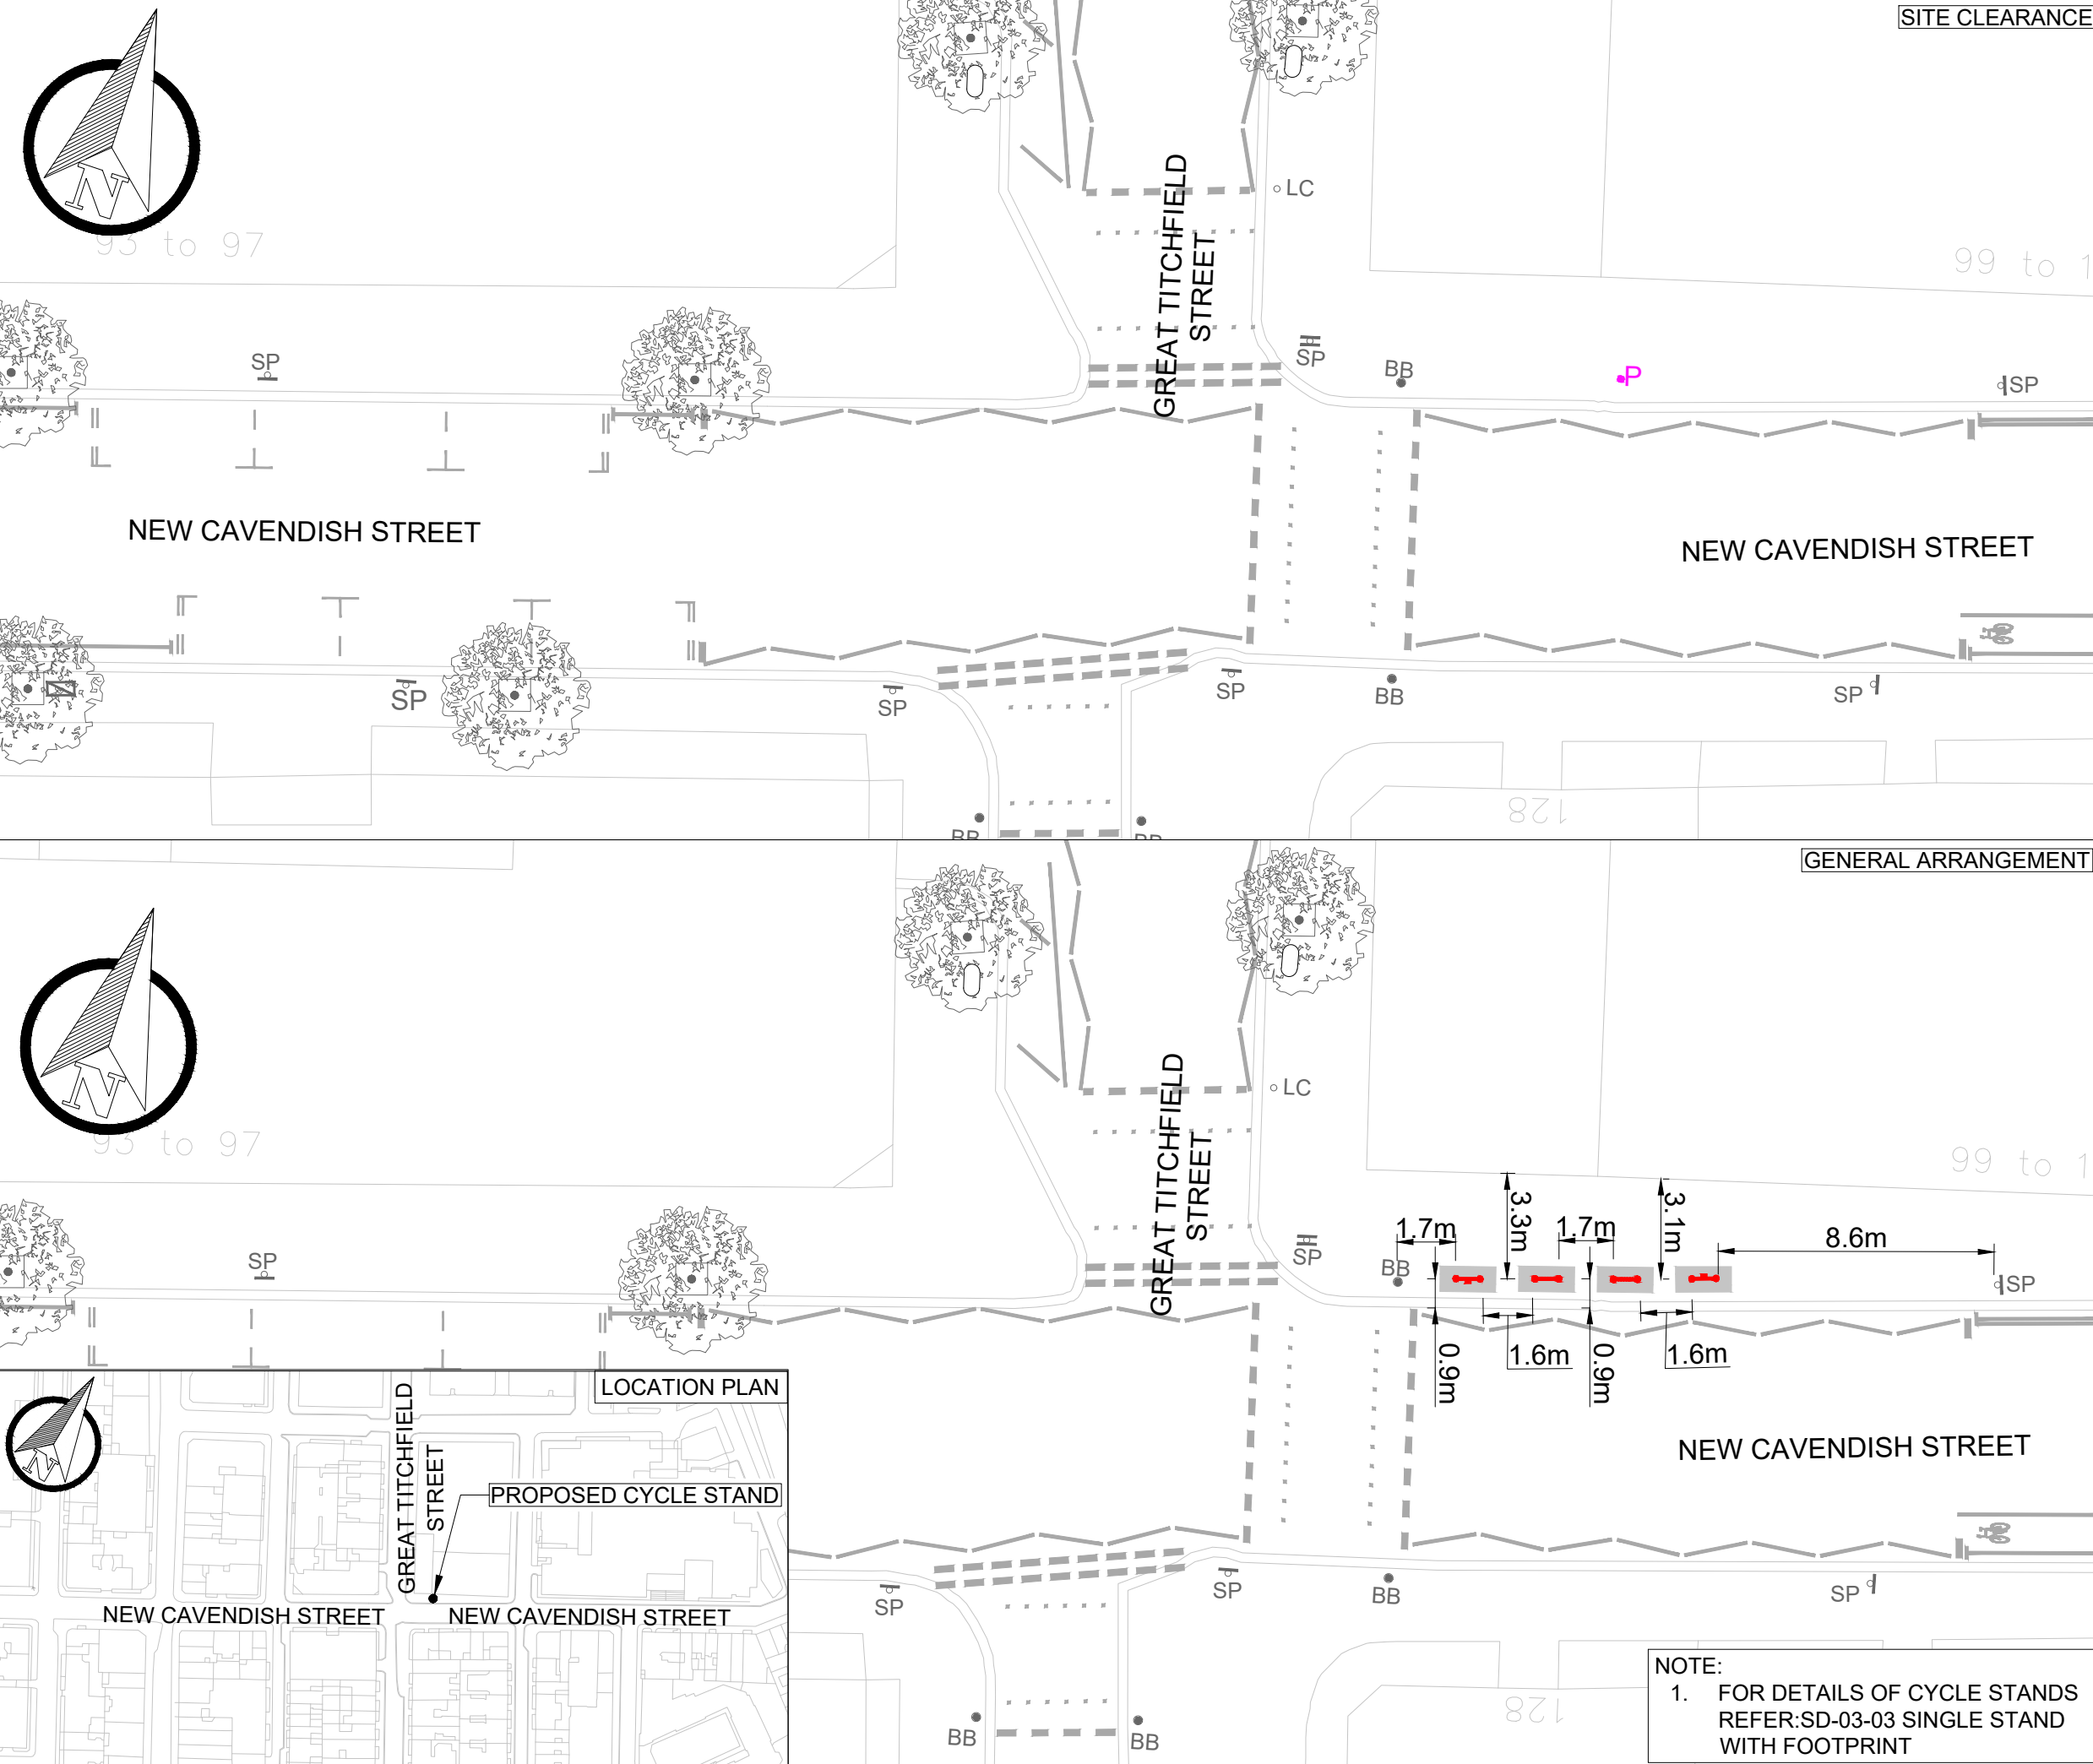 SITE CLEARANCE
N
93 to 97
GREAT TITCHFIELD
STREET
LC
99 to 1
SP
SP
BB
P
SP
NEW CAVENDISH STREET
NEW CAVENDISH STREET
SP
SP
SP
BB
SP
128
BB
BB
GENERAL ARRANGEMENT
N
93 to 97
GREAT TITCHFIELD
STREET
LC
99 to 1
SP
SP
BB
1.7m
3.3m
1.7m
3.1m
8.6m
SP
0.9m
1.6m
0.9m
1.6m
NEW CAVENDISH STREET
LOCATION PLAN
N
GREAT TITCHFIELD
STREET
PROPOSED CYCLE STAND
NEW CAVENDISH STREET
NEW CAVENDISH STREET
SP
SP
BB
SP
128
BB
BB
NOTE:
1. FOR DETAILS OF CYCLE STANDS
REFER:SD-03-03 SINGLE STAND
WITH FOOTPRINT